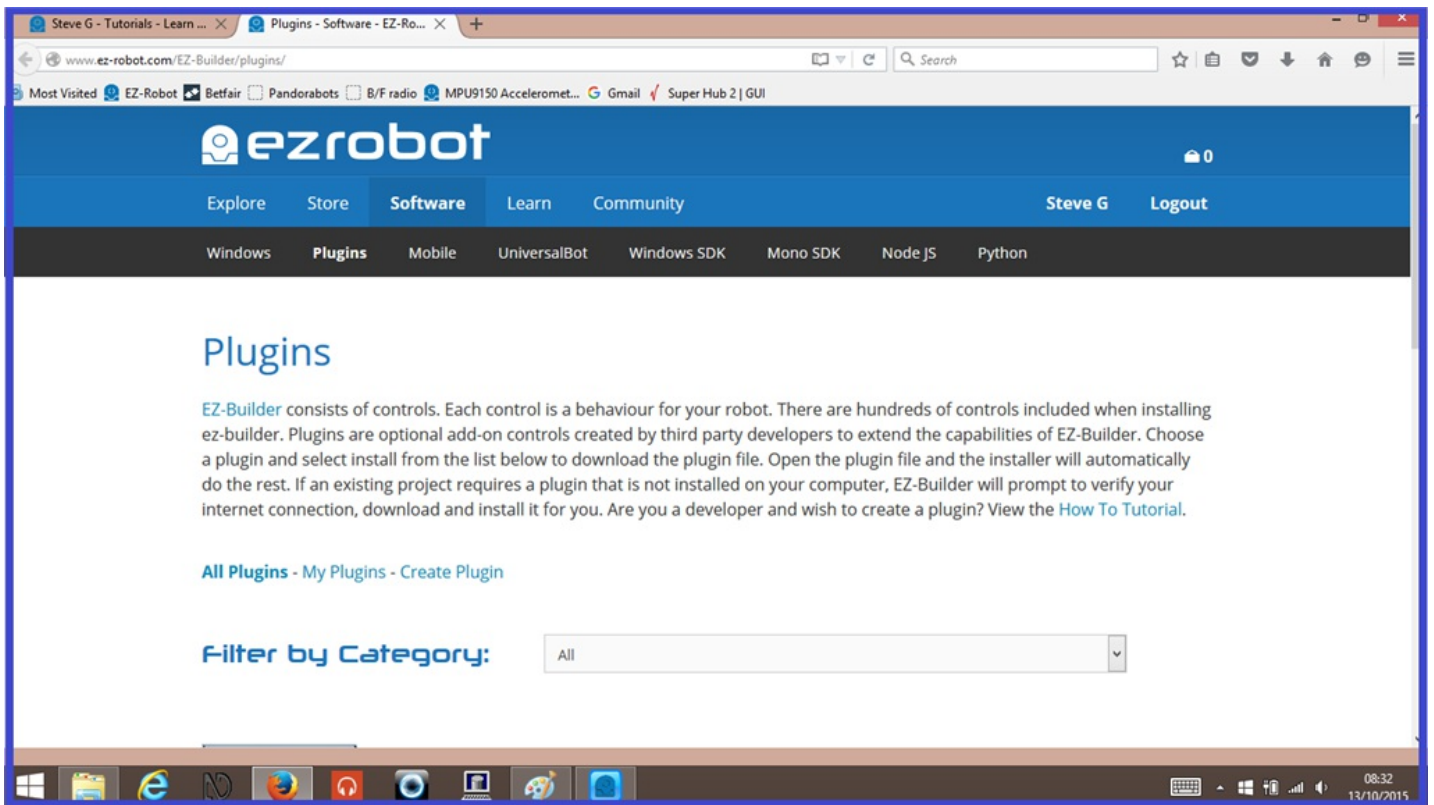 Steve G - Tutorials - Learn ...
Plugins - Software - EZ-Ro...
www.ez-robot.com/EZ-Builder/plugins/
Search
Most Visited EZ-Robot Betfair Pandorabots B/F radio MPU9150 Acceleromet... Gmail Super Hub 2 | GUI
ezrobot
0
Explore Store Software Learn Community Steve G Logout
Windows Plugins Mobile UniversalBot Windows SDK Mono SDK Node JS Python
Plugins
EZ-Builder consists of controls. Each control is a behaviour for your robot. There are hundreds of controls included when installing
ez-builder. Plugins are optional add-on controls created by third party developers to extend the capabilities of EZ-Builder. Choose
a plugin and select install from the list below to download the plugin file. Open the plugin file and the installer will automatically
do the rest. If an existing project requires a plugin that is not installed on your computer, EZ-Builder will prompt to verify your
internet connection, download and install it for you. Are you a developer and wish to create a plugin? View the How To Tutorial.
All Plugins - My Plugins - Create Plugin
Filter by Category:
All
08:32
13/10/2015